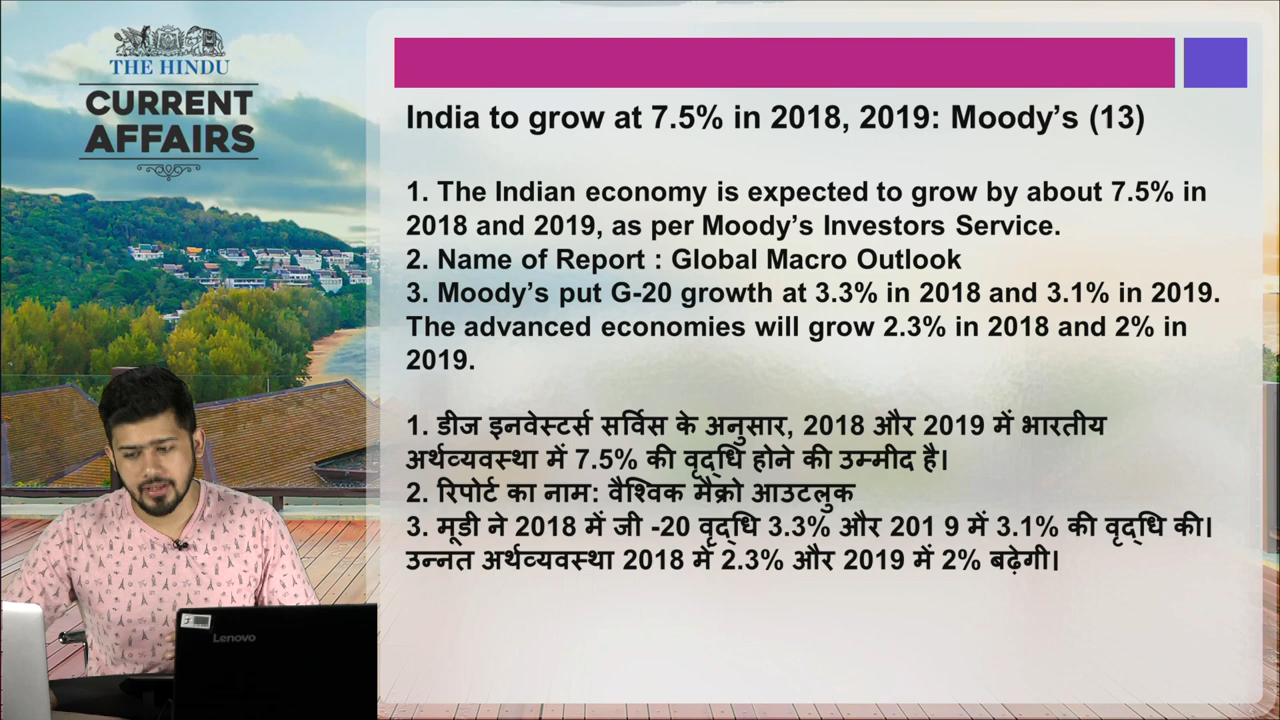 THE HINDU
CURRENT
AFFAIRS
India to grow at 7.5% in 2018, 2019: Moody's (13)
1. The Indian economy is expected to grow by about 7.5% in
2018 and 2019, as per Moody's Investors Service.
2. Name of Report : Global Macro Outlook
3. Moody's put G-20 growth at 3.3% in 2018 and 3.1% in 2019.
The advanced economies will grow 2.3% in 2018 and 2% in
2019.
1. डीज इनवेस्टर्स सर्विस के अनुसार, 2018 और 2019 में भारतीय
अर्थव्यवस्था में 7.5% की वृद्धि होने की उम्मीद है।
2. रिपोर्ट का नाम: वैश्विक मैक्रो आउटलुक
3. मूडी ने 2018 में जी -20 वृद्धि 3.3% और 201 9 में 3.1% की वृद्धि की।
उन्नत अर्थव्यवस्था 2018 में 2.3% और 2019 में 2% बढ़ेगी।
Lenovo